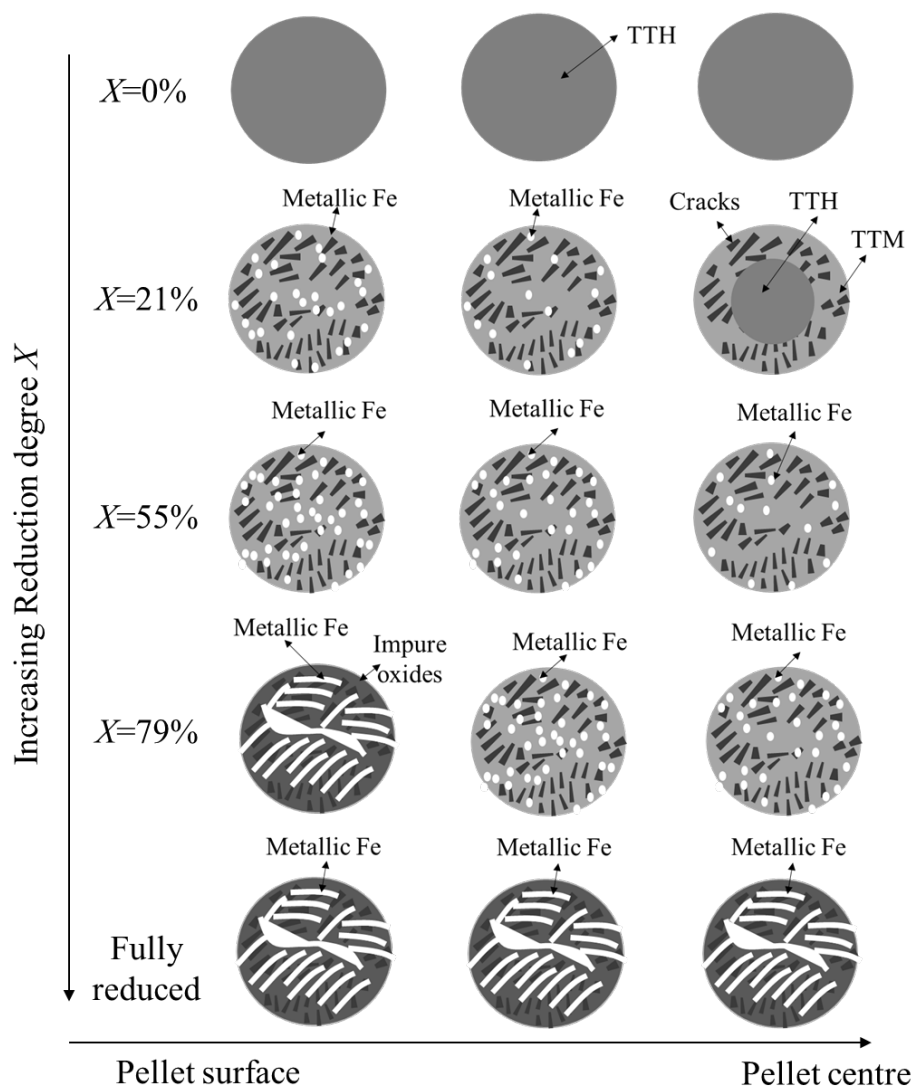 TTH
X=0%
Metallic Fe
Metallic Fe
Cracks
TTH
TTM
X=21%
Metallic Fe
Metallic Fe
Metallic Fe
X=55%
Metallic Fe
Impure
oxides
Metallic Fe
Metallic Fe
X=79%
Metallic Fe
Metallic Fe
Metallic Fe
Fully
reduced
Increasing Reduction degree X
Pellet surface
Pellet centre